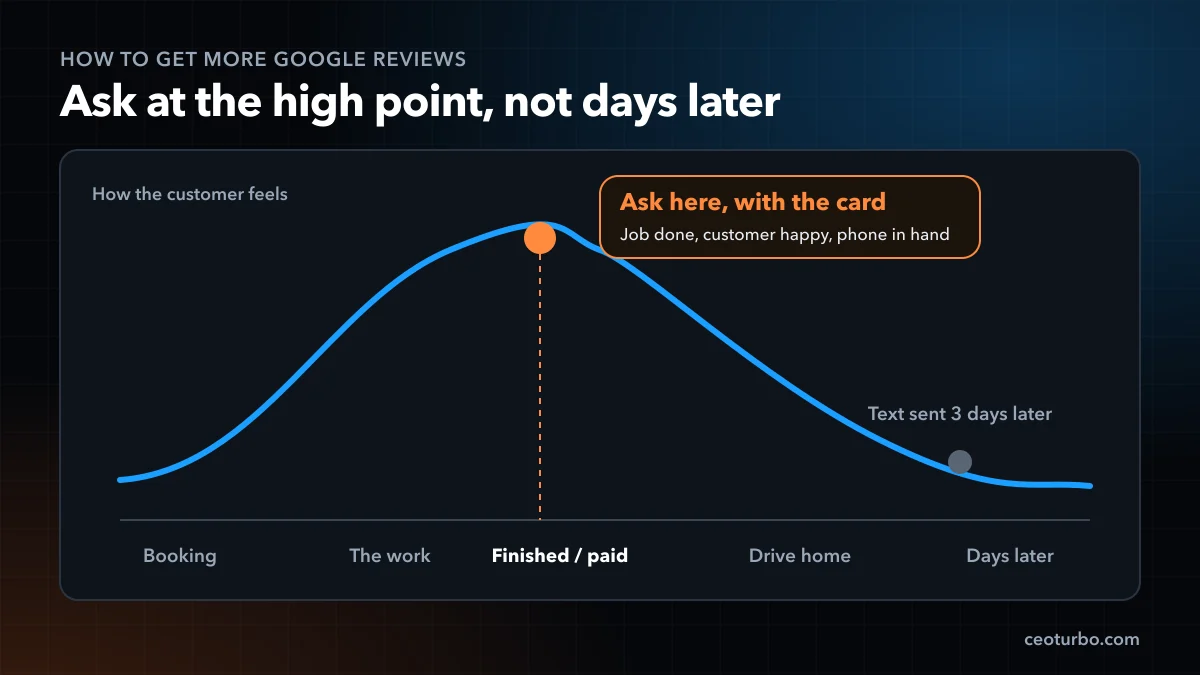 HOW TO GET MORE GOOGLE REVIEWS
Ask at the high point, not days later
How the customer feels
Ask here, with the card
Job done, customer happy, phone in hand
Text sent 3 days later
Booking
The work
Finished / paid
Drive home
Days later
ceoturbo.com